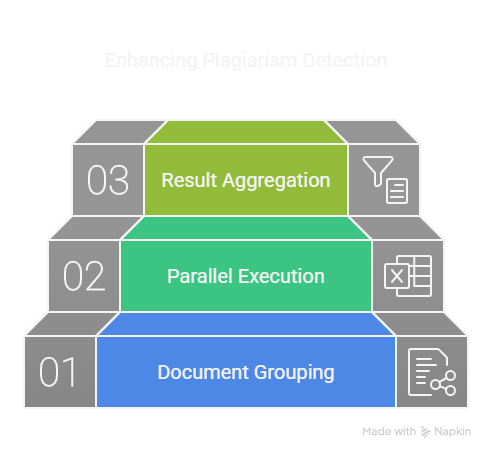 Enhancing Plagiarism Detection
03 Result Aggregation
02 Parallel Execution
01 Document Grouping
Made with Napkin